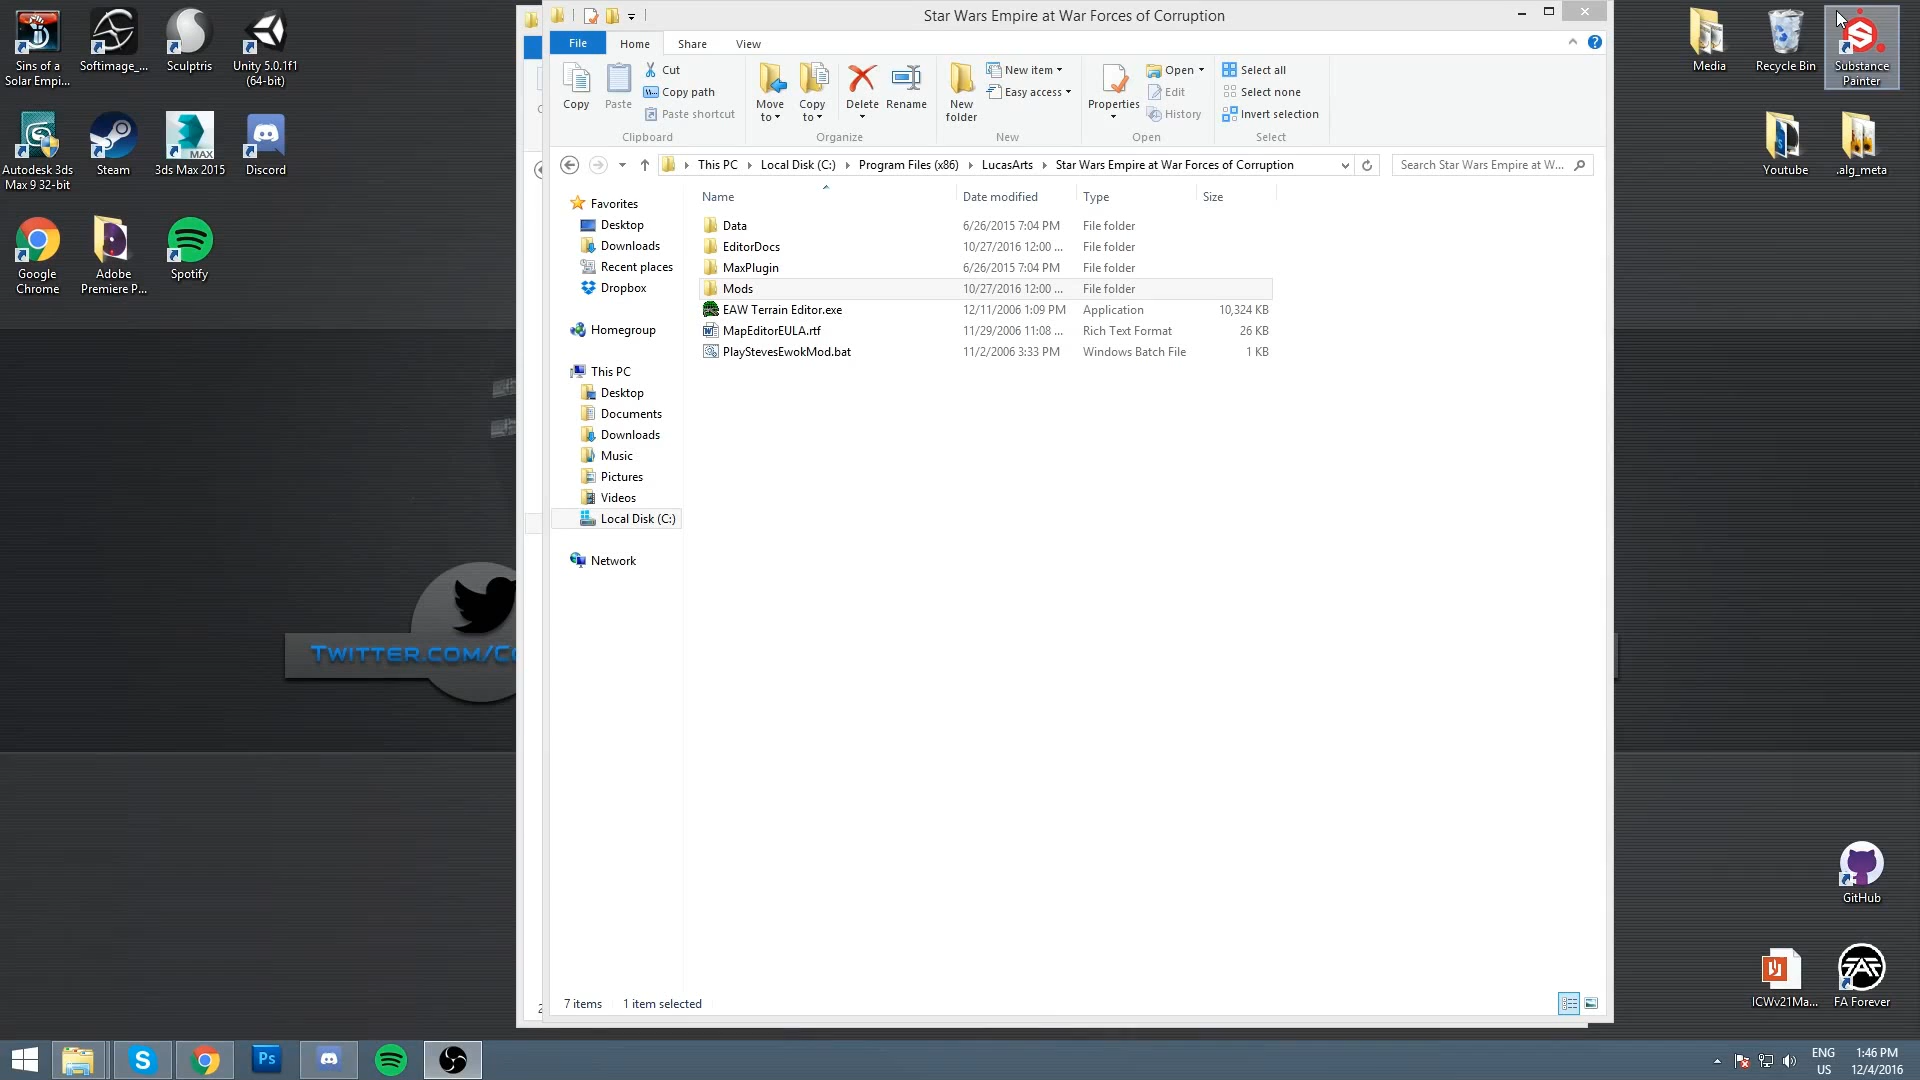 Sins of a
Solar Empi...
Softimage_...
Sculptris
Unity 5.0.1f1
(64-bit)
Autodesk 3ds
Max 9 32-bit
Steam
MAX
3ds Max 2015
Discord
Google
Chrome
Adobe
Premiere P...
Spotify
TWITTER.COM/C
Star Wars Empire at War Forces of Corruption
File
Home
Share
View
Copy
Paste
Cut
Copy path
Paste shortcut
Clipboard
Move
to
Copy
to
Delete
Rename
Organize
New
folder
New item
Easy access
New
Properties
Open
Edit
History
Open
Select all
Select none
Invert selection
Select
This PC
Local Disk (C:)
Program Files (x86)
LucasArts
Star Wars Empire at War Forces of Corruption
Search Star Wars Empire at W...
Favorites
Desktop
Downloads
Recent places
Dropbox
Homegroup
This PC
Desktop
Documents
Downloads
Music
Pictures
Videos
Local Disk (C:)
Network
Name Date modified Type Size
Data 6/26/2015 7:04 PM File folder
EditorDocs 10/27/2016 12:00 ... File folder
MaxPlugin 6/26/2015 7:04 PM File folder
Mods 10/27/2016 12:00 ... File folder
EAW Terrain Editor.exe 12/11/2006 1:09 PM Application 10,324 KB
MapEditorEULA.rtf 11/29/2006 11:08 ... Rich Text Format 26 KB
PlayStevesEwokMod.bat 11/2/2006 3:33 PM Windows Batch File 1 KB
7 items 1 item selected
Media
Recycle Bin
Substance
Painter
Youtube
.alg_meta
GitHub
ICWv21Ma...
FA Forever
Ps
ENG
US
1:46 PM
12/4/2016